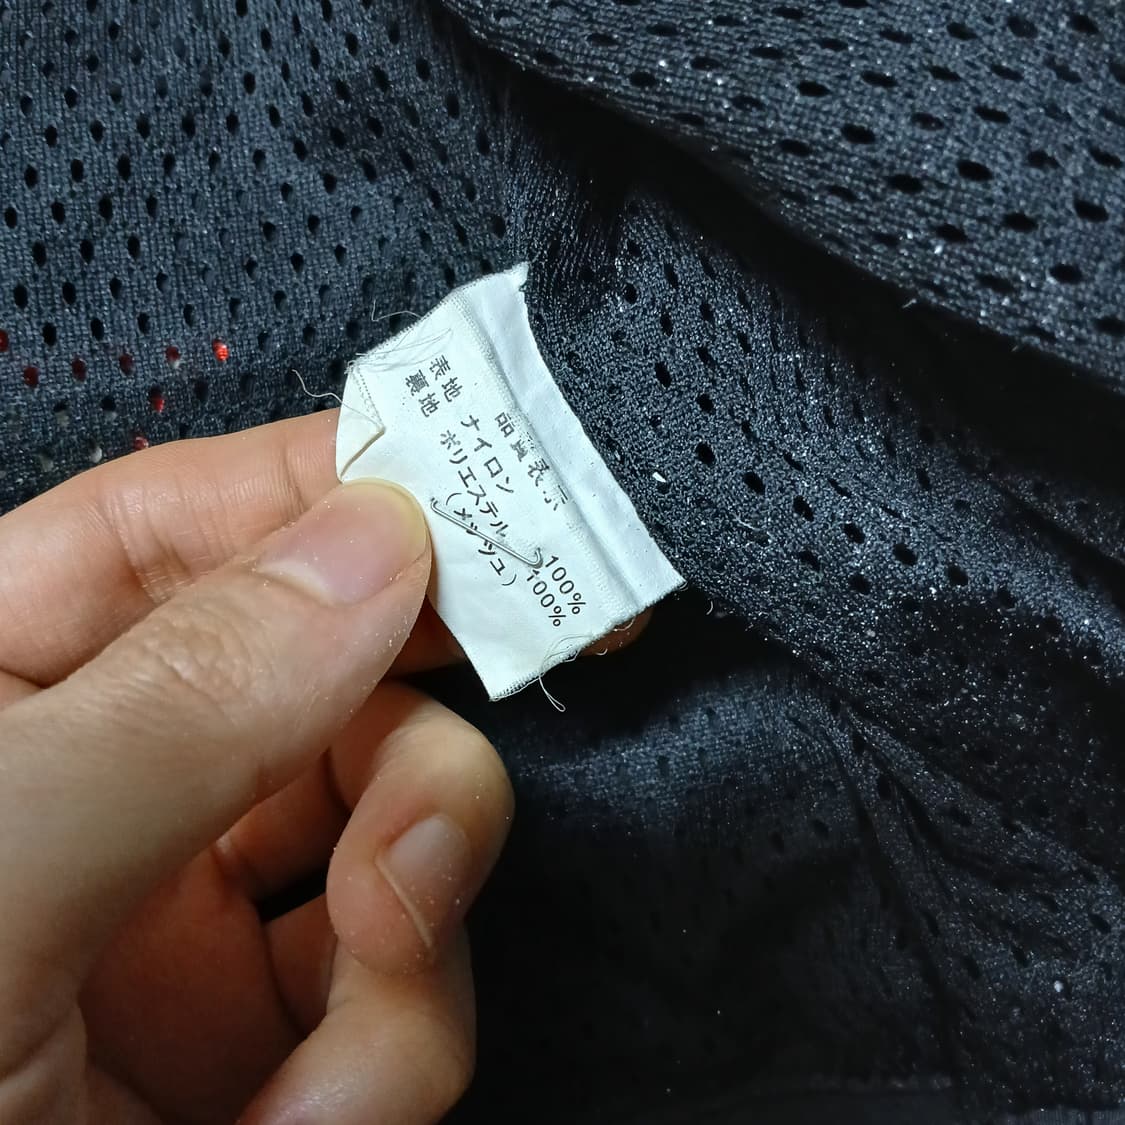 品質表示
表地 ナイロン 100%
裏地 ポリエステル 100%
(メッシュ)